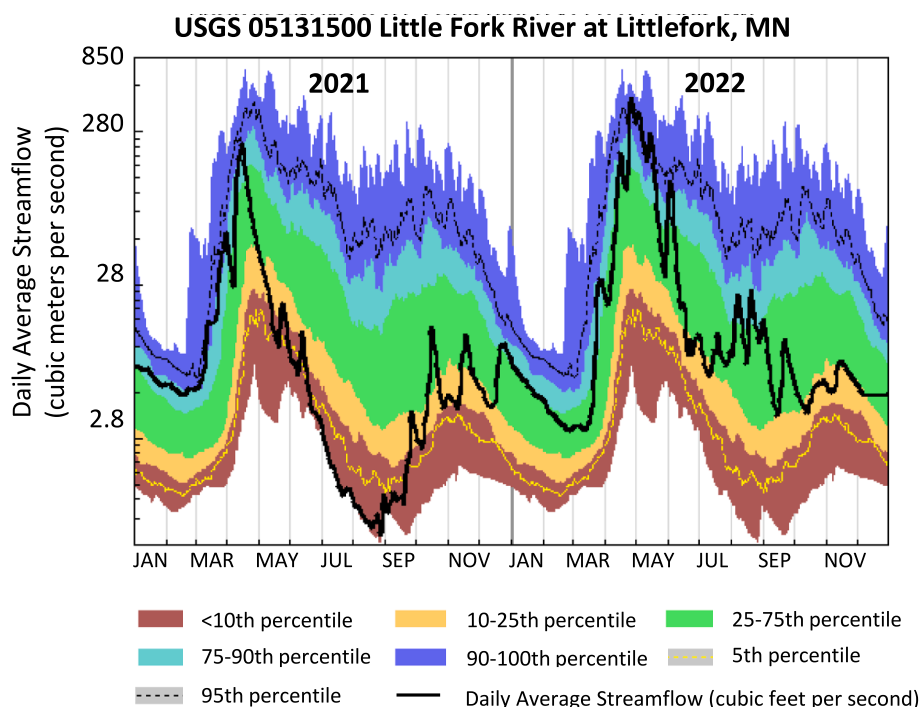 USGS 05131500 Little Fork River at Littlefork, MN
850
280
28
2.8
Daily Average Streamflow
(cubic meters per second)
2021
2022
JAN MAR MAY JUL SEP NOV JAN MAR MAY JUL SEP NOV
<10th percentile
10-25th percentile
25-75th percentile
75-90th percentile
90-100th percentile
5th percentile
95th percentile
Daily Average Streamflow (cubic feet per second)